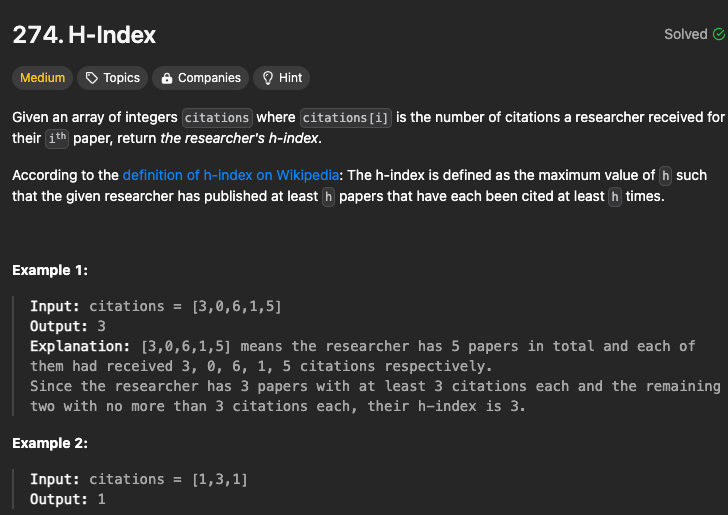 274. H-Index
Solved
Medium Topics Companies Hint
Given an array of integers citations where citations[i] is the number of citations a researcher received for
their ith paper, return the researcher's h-index.
According to the definition of h-index on Wikipedia: The h-index is defined as the maximum value of h such
that the given researcher has published at least h papers that have each been cited at least h times.
Example 1:
Input: citations = [3,0,6,1,5]
Output: 3
Explanation: [3,0,6,1,5] means the researcher has 5 papers in total and each of
them had received 3, 0, 6, 1, 5 citations respectively.
Since the researcher has 3 papers with at least 3 citations each and the remaining
two with no more than 3 citations each, their h-index is 3.
Example 2:
Input: citations = [1,3,1]
Output: 1